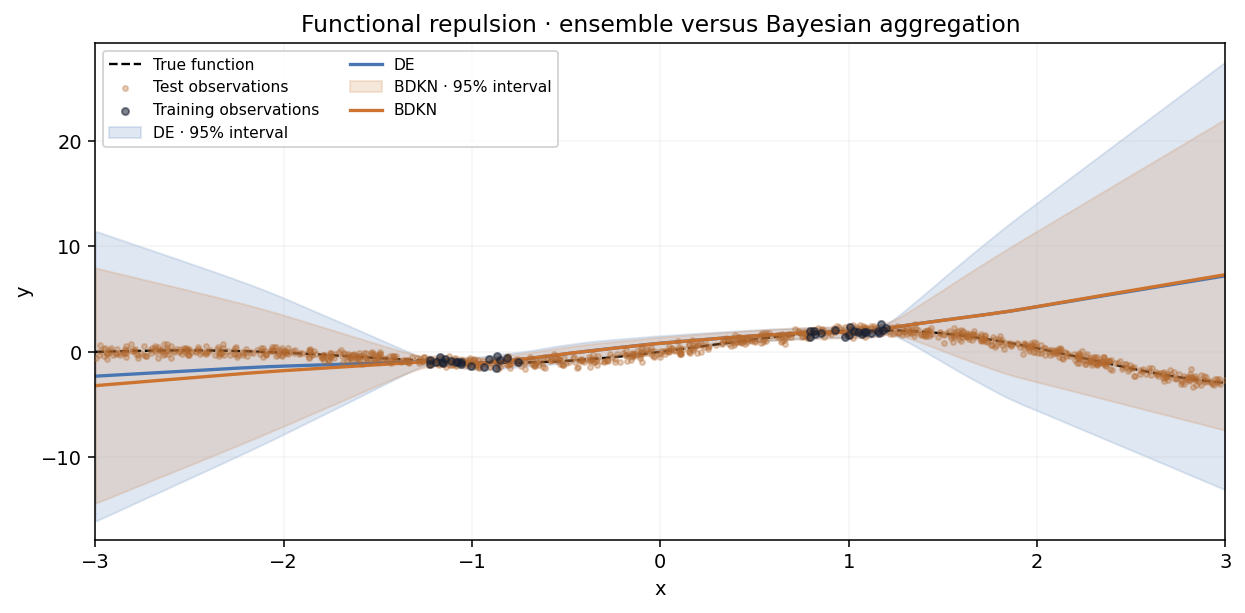 Functional repulsion · ensemble versus Bayesian aggregation
True function
Test observations
Training observations
DE · 95% interval
DE
BDKN · 95% interval
BDKN
y
20
10
0
−10
−3
−2
−1
0
1
2
3
x